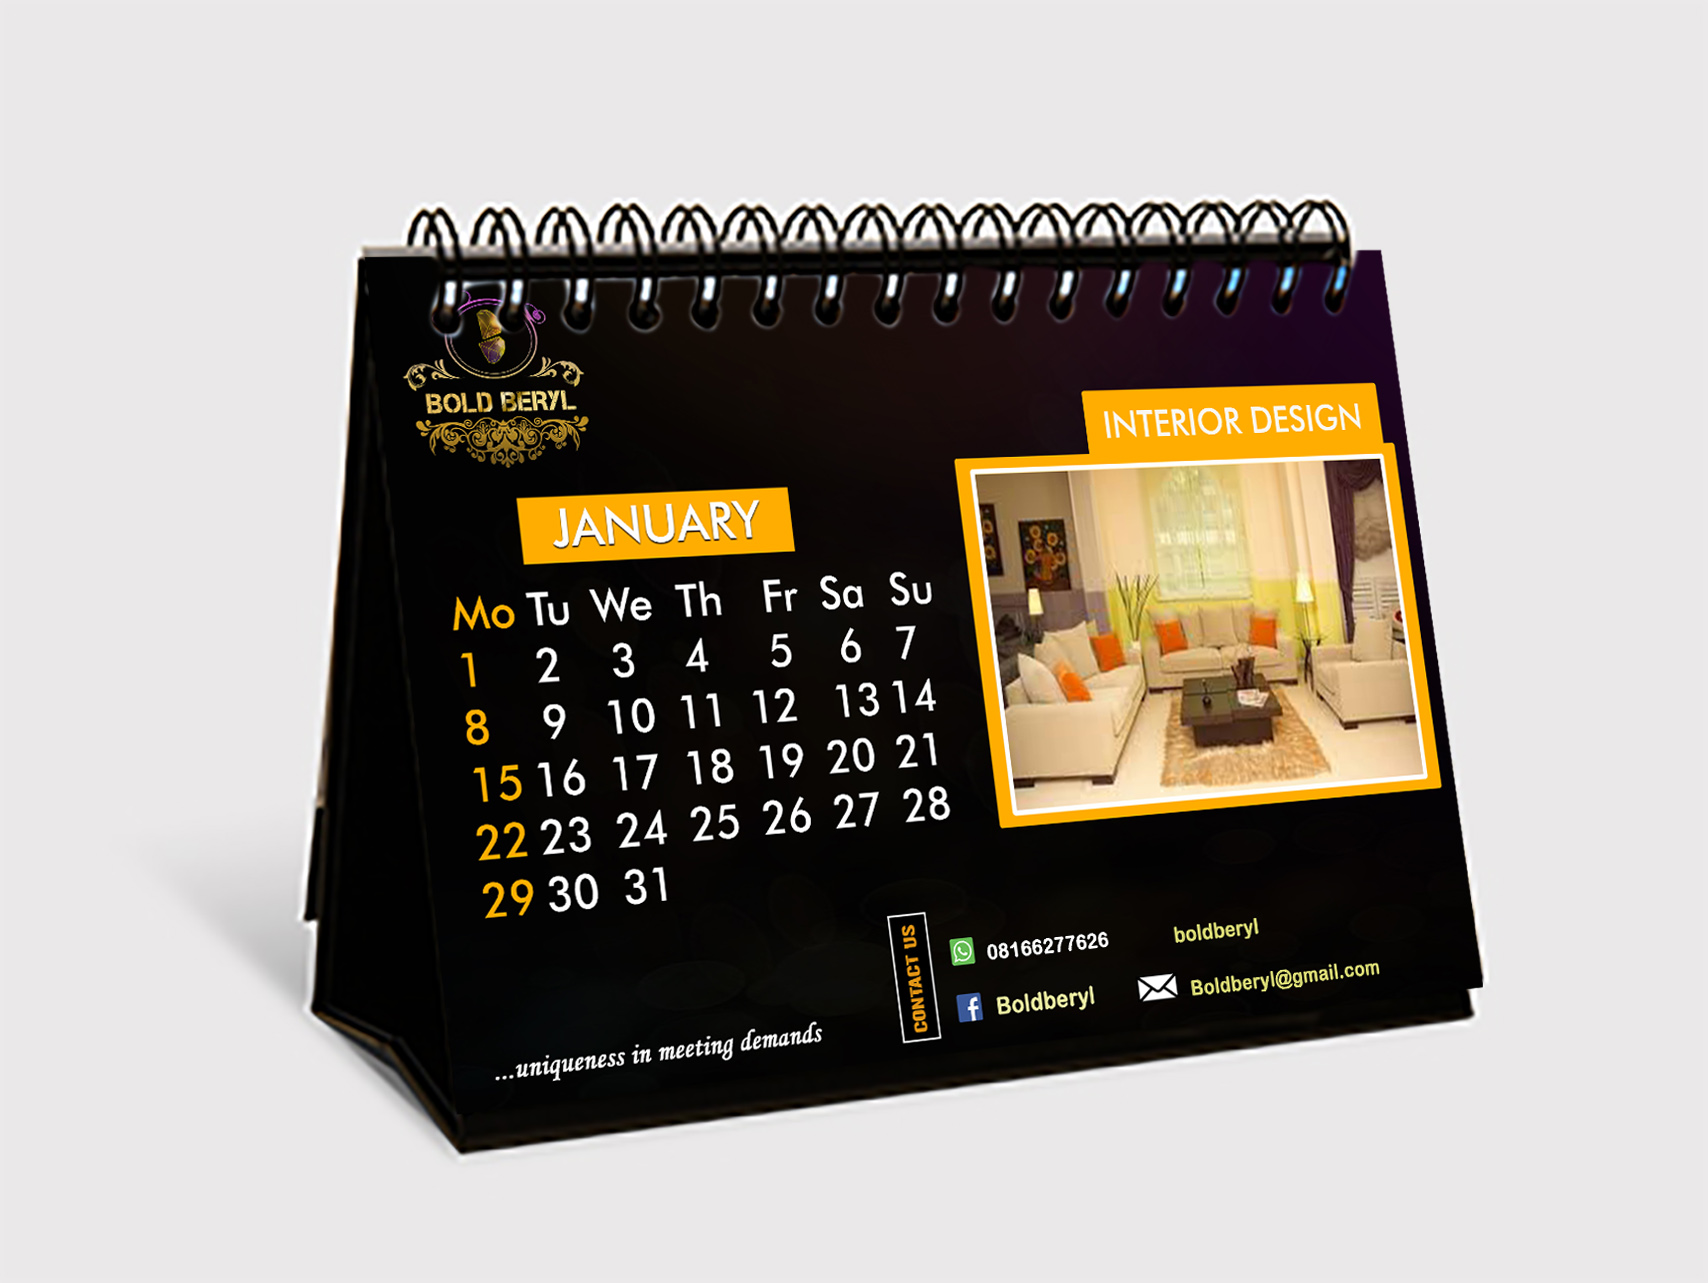 BOLD BERYL
INTERIOR DESIGN
JANUARY
Mo Tu We Th Fr Sa Su
1 2 3 4 5 6 7
8 9 10 11 12 13 14
15 16 17 18 19 20 21
22 23 24 25 26 27 28
29 30 31
CONTACT US
08166277626
boldberyl
Boldberyl
Boldberyl@gmail.com
...uniqueness in meeting demands